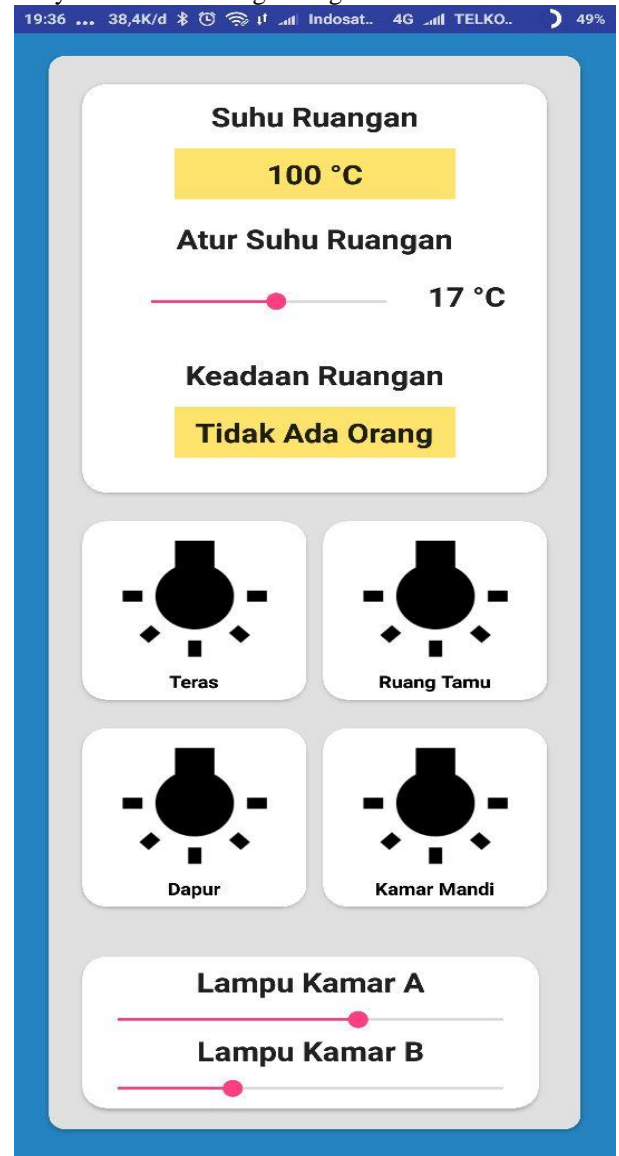 19:36 ... 38,4K/d Indosat.. 4G TELKO.. 49%
Suhu Ruangan
100 °C
Atur Suhu Ruangan
17 °C
Keadaan Ruangan
Tidak Ada Orang
Teras
Ruang Tamu
Dapur
Kamar Mandi
Lampu Kamar A
Lampu Kamar B